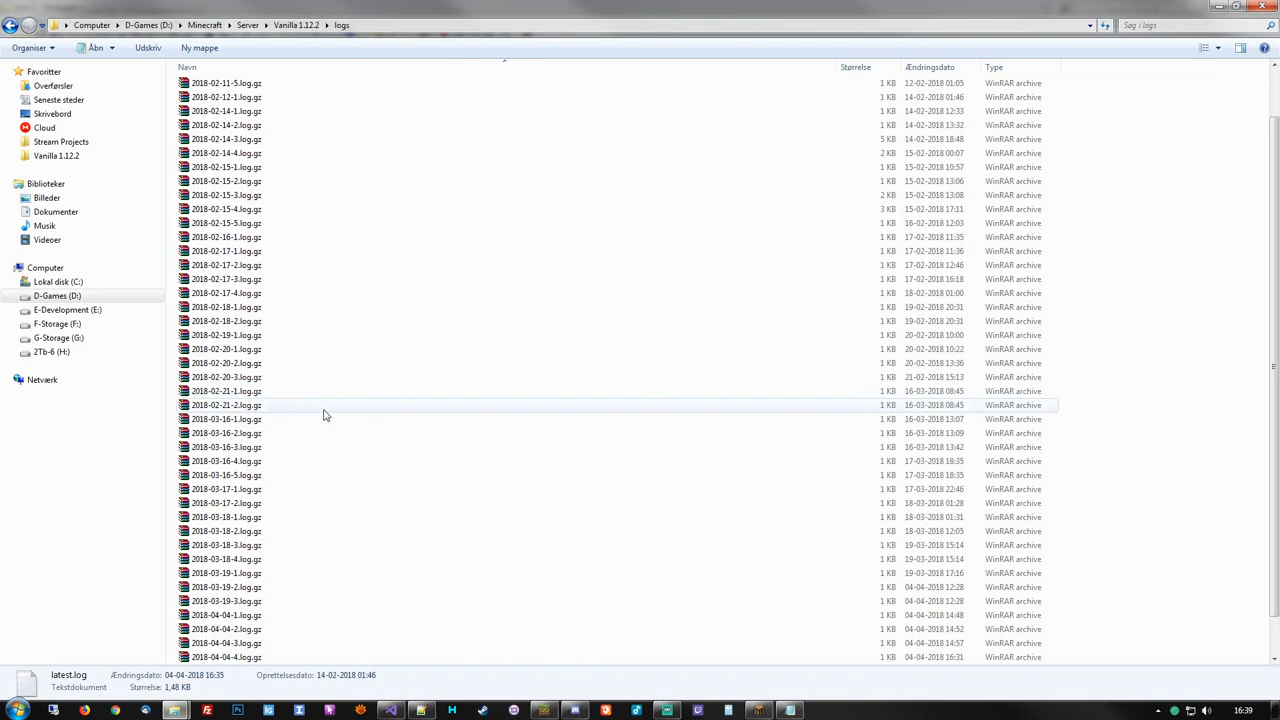 Computer ▸ D-Games (D:) ▸ Minecraft ▸ Server ▸ Vanilla 1.12.2 ▸ logs
Søg i logs
Organiser Åbn Udskriv Ny mappe
Navn Størrelse Ændringsdato Type
Favoritter
Overførsler
Seneste steder
Skrivebord
Cloud
Stream Projects
Vanilla 1.12.2
Biblioteker
Billeder
Dokumenter
Musik
Videoer
Computer
Lokal disk (C:)
D-Games (D:)
E-Development (E:)
F-Storage (F:)
G-Storage (G:)
2Tb-6 (H:)
Netværk
2018-02-11-5.log.gz 1 KB 12-02-2018 01:05 WinRAR archive
2018-02-12-1.log.gz 1 KB 14-02-2018 01:46 WinRAR archive
2018-02-14-1.log.gz 1 KB 14-02-2018 12:33 WinRAR archive
2018-02-14-2.log.gz 1 KB 14-02-2018 13:32 WinRAR archive
2018-02-14-3.log.gz 5 KB 14-02-2018 18:48 WinRAR archive
2018-02-14-4.log.gz 2 KB 15-02-2018 00:07 WinRAR archive
2018-02-15-1.log.gz 1 KB 15-02-2018 10:57 WinRAR archive
2018-02-15-2.log.gz 1 KB 15-02-2018 13:06 WinRAR archive
2018-02-15-3.log.gz 2 KB 15-02-2018 13:08 WinRAR archive
2018-02-15-4.log.gz 3 KB 15-02-2018 17:11 WinRAR archive
2018-02-15-5.log.gz 1 KB 16-02-2018 12:03 WinRAR archive
2018-02-16-1.log.gz 1 KB 17-02-2018 11:35 WinRAR archive
2018-02-17-1.log.gz 1 KB 17-02-2018 11:36 WinRAR archive
2018-02-17-2.log.gz 1 KB 17-02-2018 12:46 WinRAR archive
2018-02-17-3.log.gz 1 KB 17-02-2018 16:18 WinRAR archive
2018-02-17-4.log.gz 1 KB 18-02-2018 01:00 WinRAR archive
2018-02-18-1.log.gz 1 KB 19-02-2018 20:31 WinRAR archive
2018-02-18-2.log.gz 1 KB 19-02-2018 20:31 WinRAR archive
2018-02-19-1.log.gz 1 KB 20-02-2018 10:00 WinRAR archive
2018-02-20-1.log.gz 1 KB 20-02-2018 10:22 WinRAR archive
2018-02-20-2.log.gz 1 KB 20-02-2018 13:36 WinRAR archive
2018-02-20-3.log.gz 1 KB 21-02-2018 15:13 WinRAR archive
2018-02-21-1.log.gz 1 KB 16-03-2018 08:45 WinRAR archive
2018-02-21-2.log.gz 1 KB 16-03-2018 08:45 WinRAR archive
2018-03-16-1.log.gz 1 KB 16-03-2018 13:07 WinRAR archive
2018-03-16-2.log.gz 1 KB 16-03-2018 13:09 WinRAR archive
2018-03-16-3.log.gz 1 KB 16-03-2018 13:42 WinRAR archive
2018-03-16-4.log.gz 1 KB 17-03-2018 18:35 WinRAR archive
2018-03-16-5.log.gz 1 KB 17-03-2018 18:35 WinRAR archive
2018-03-17-1.log.gz 1 KB 17-03-2018 22:46 WinRAR archive
2018-03-17-2.log.gz 1 KB 18-03-2018 01:28 WinRAR archive
2018-03-18-1.log.gz 1 KB 18-03-2018 01:31 WinRAR archive
2018-03-18-2.log.gz 1 KB 18-03-2018 12:05 WinRAR archive
2018-03-18-3.log.gz 1 KB 19-03-2018 15:14 WinRAR archive
2018-03-18-4.log.gz 1 KB 19-03-2018 15:14 WinRAR archive
2018-03-19-1.log.gz 1 KB 19-03-2018 17:16 WinRAR archive
2018-03-19-2.log.gz 1 KB 04-04-2018 12:28 WinRAR archive
2018-03-19-3.log.gz 1 KB 04-04-2018 12:28 WinRAR archive
2018-04-04-1.log.gz 1 KB 04-04-2018 14:48 WinRAR archive
2018-04-04-2.log.gz 1 KB 04-04-2018 14:52 WinRAR archive
2018-04-04-3.log.gz 1 KB 04-04-2018 14:57 WinRAR archive
2018-04-04-4.log.gz 1 KB 04-04-2018 16:31 WinRAR archive
latest.log Ændringsdato: 04-04-2018 16:35 Oprettelsesdato: 14-02-2018 01:46
Tekstdokument Størrelse: 1,48 KB
16:39